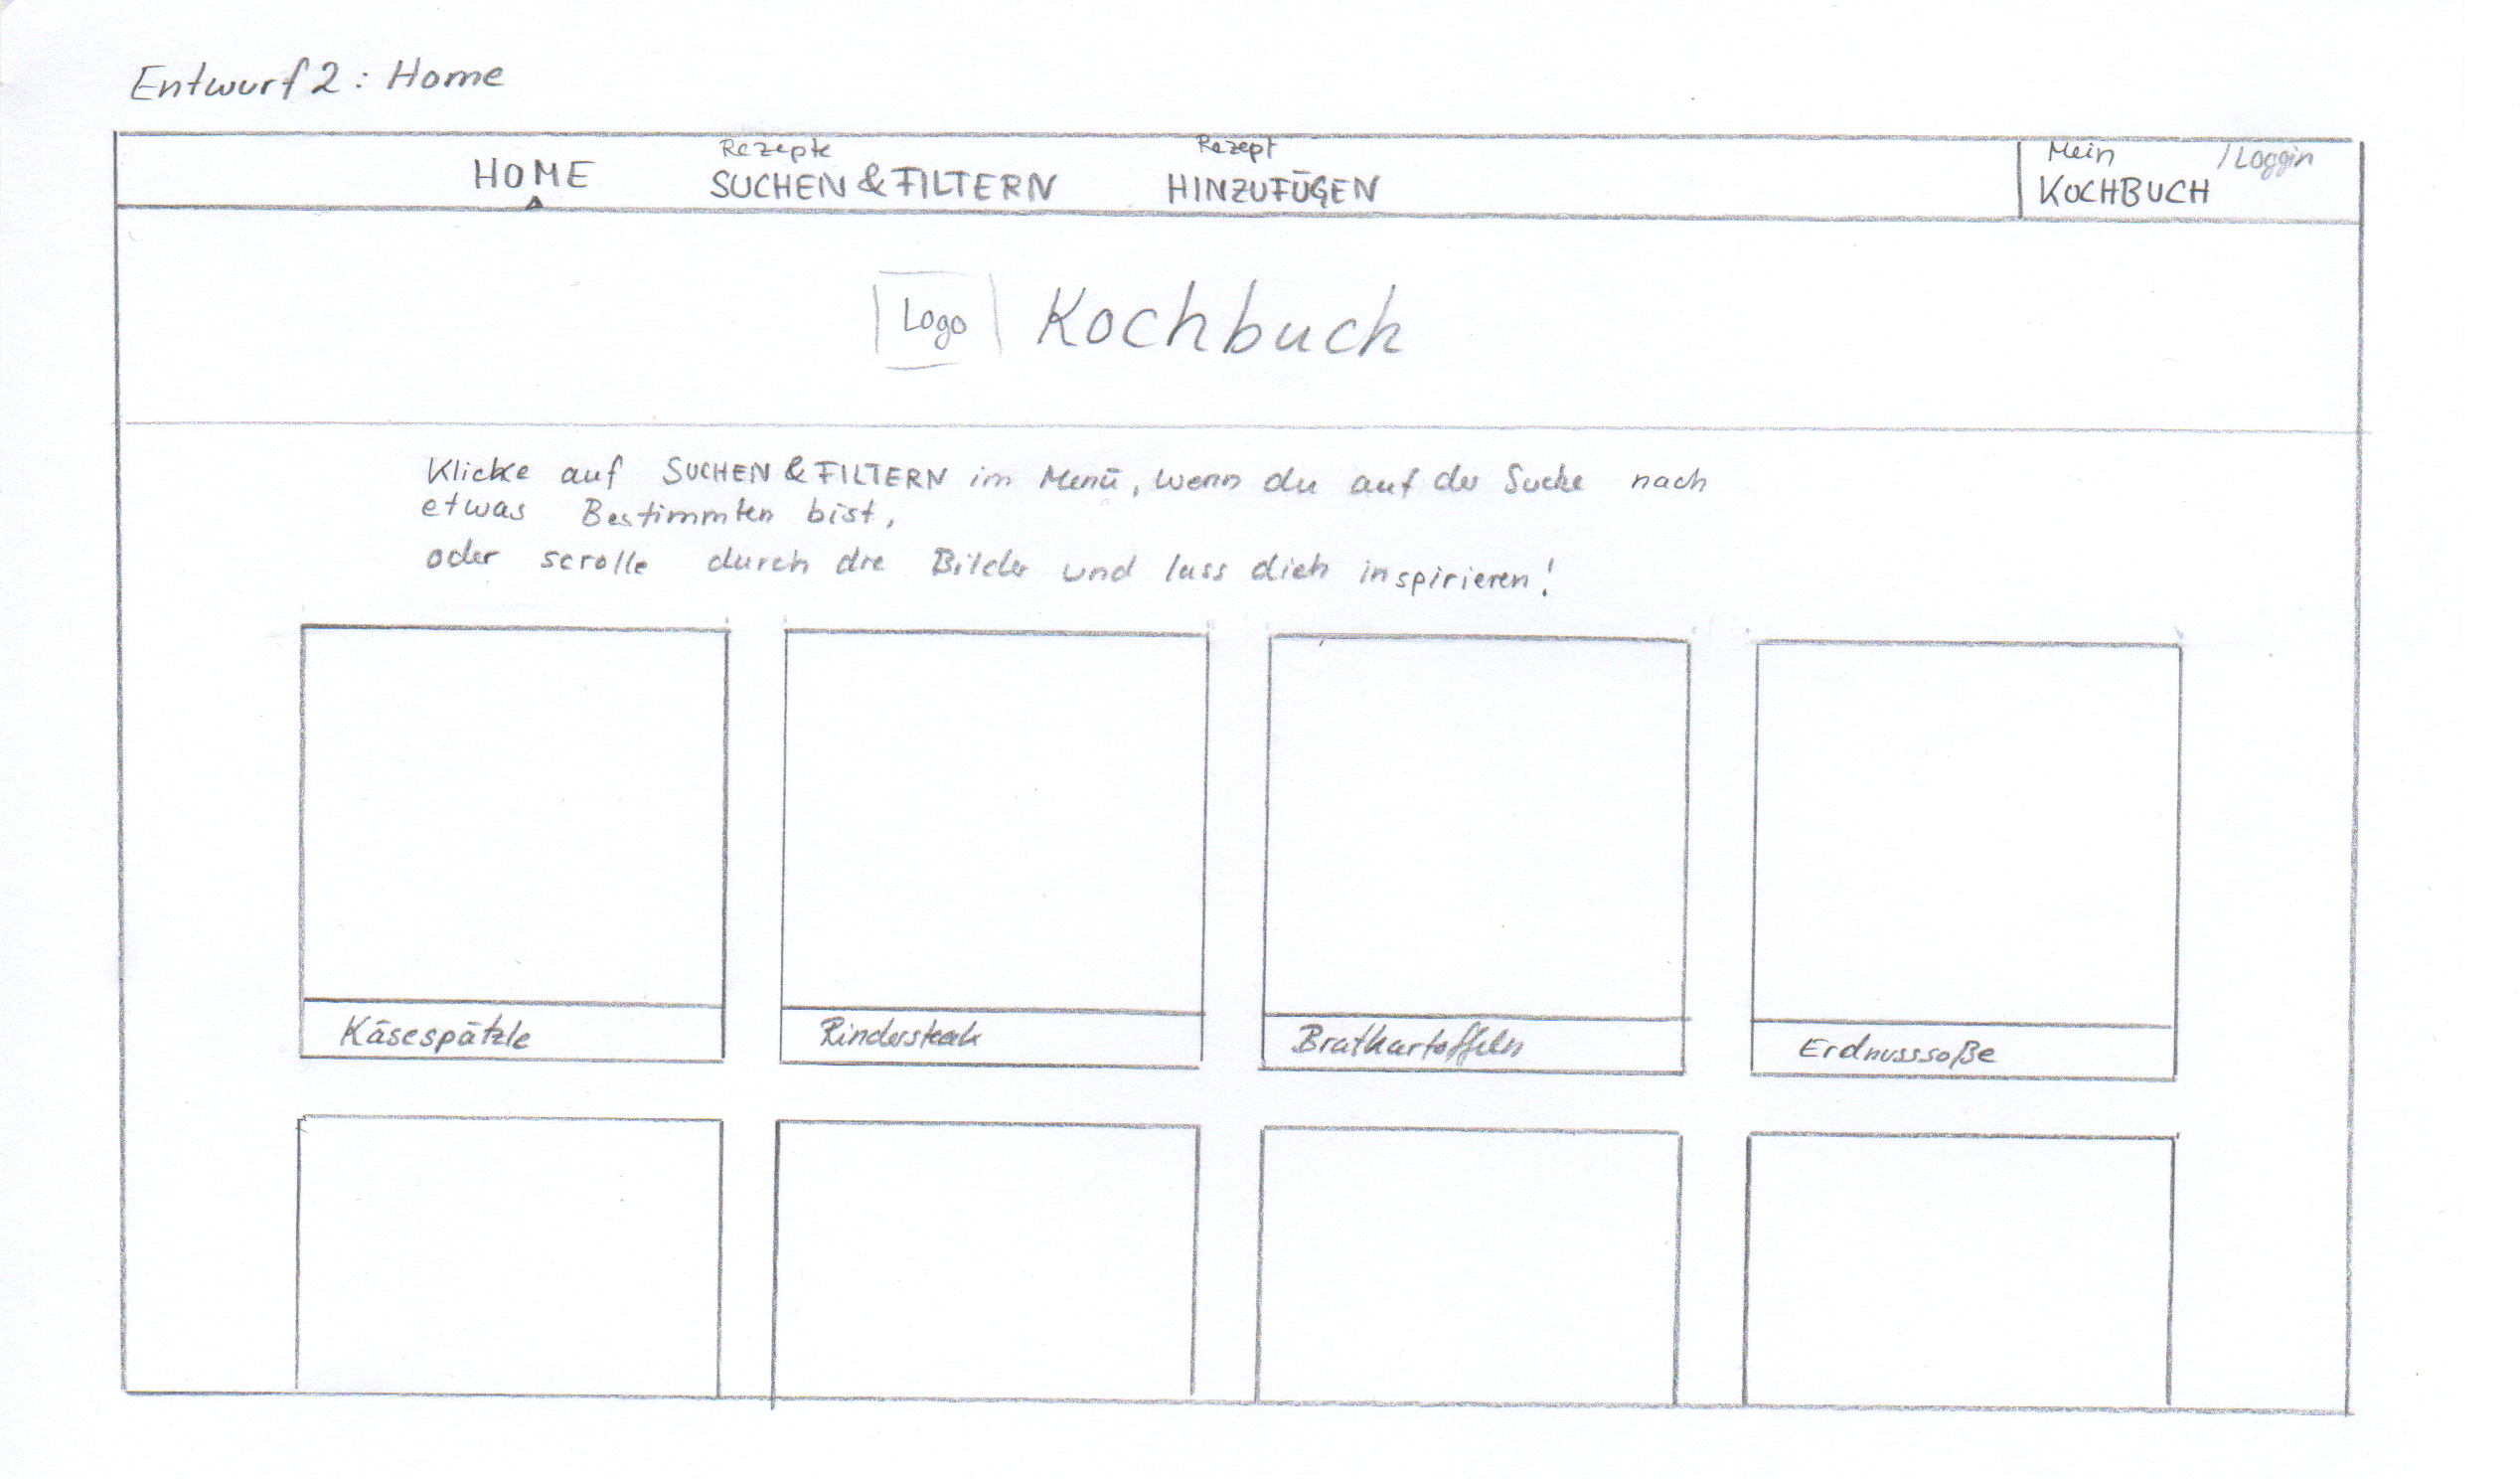 Entwurf 2: Home
HOME
Rezepte
SUCHEN & FILTERN
Rezept
HINZUFÜGEN
Mein / Loggin
KOCHBUCH
Logo Kochbuch
Klicke auf SUCHEN & FILTERN im Menü, wenn du auf der Suche nach
etwas Bestimmten bist,
oder scrolle durch die Bilder und lass dich inspirieren!
Käsespätzle
Rindersteak
Bratkartoffeln
Erdnusssoße